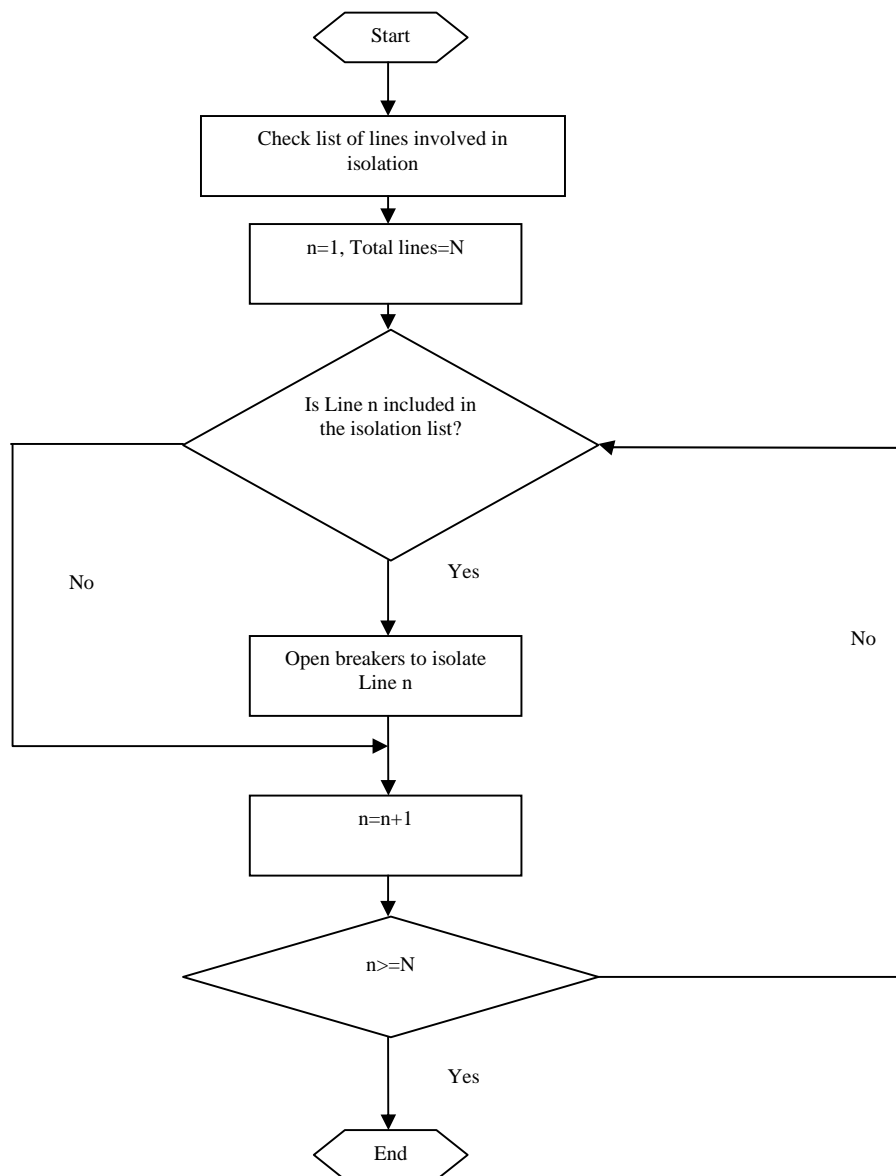 Start
Check list of lines involved in
isolation
n=1, Total lines=N
Is Line n included in
the isolation list?
Yes
No
No
Open breakers to isolate
Line n
n=n+1
n>=N
Yes
End